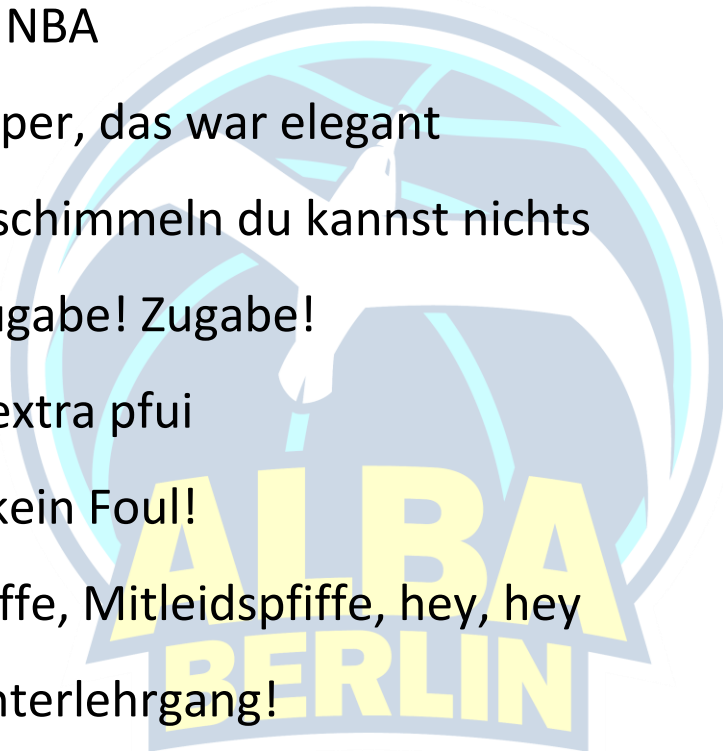 NBA
per, das war elegant
schimmeln du kannst nichts
ugabe! Zugabe!
extra pfui
kein Foul!
ffe, Mitleidspfiffe, hey, hey
nterlehrgang!
ALBA
BERLIN